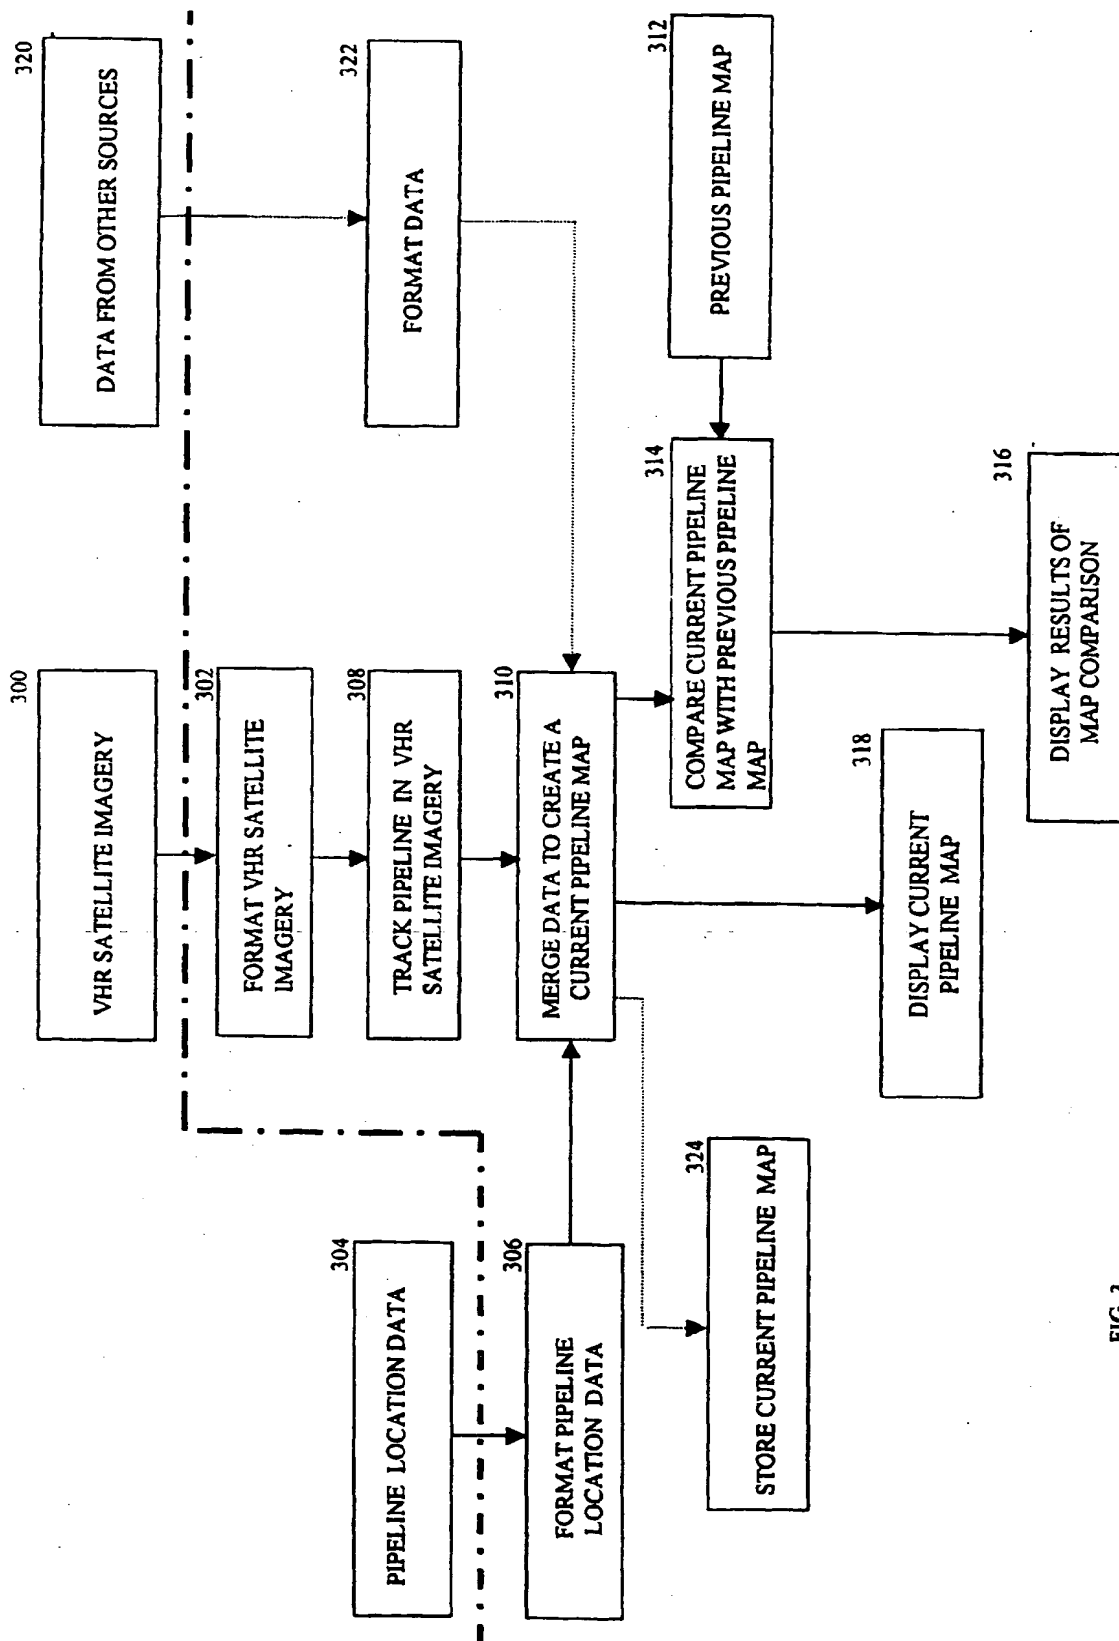 300
VHR SATELLITE IMAGERY
320
DATA FROM OTHER SOURCES
302
FORMAT VHR SATELLITE
IMAGERY
304
PIPELINE LOCATION DATA
308
TRACK PIPELINE IN VHR
SATELLITE IMAGERY
322
FORMAT DATA
306
FORMAT PIPELINE
LOCATION DATA
310
MERGE DATA TO CREATE A
CURRENT PIPELINE MAP
312
PREVIOUS PIPELINE MAP
314
COMPARE CURRENT PIPELINE
MAP WITH PREVIOUS PIPELINE
MAP
324
STORE CURRENT PIPELINE MAP
318
DISPLAY CURRENT
PIPELINE MAP
316
DISPLAY RESULTS OF
MAP COMPARISON